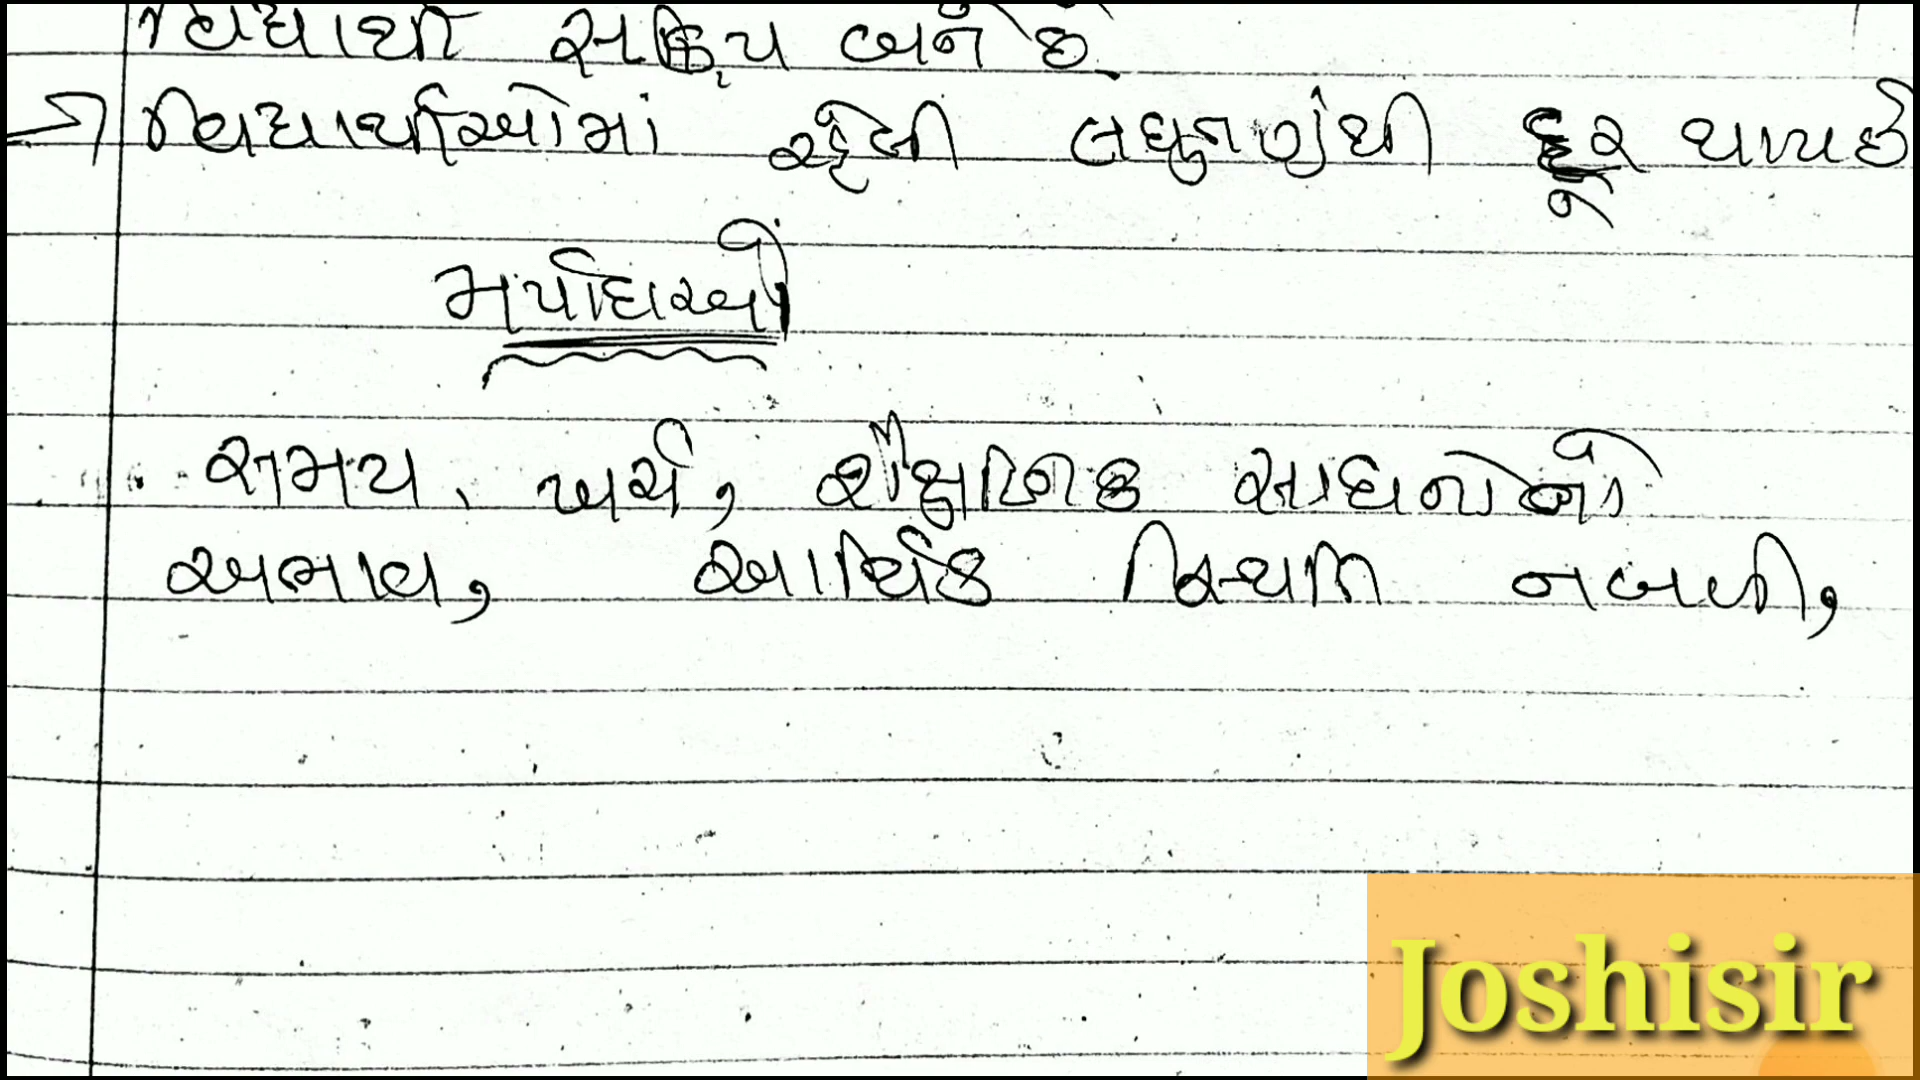 વિદ્યાર્થી સક્રિય બને છે.
→ વિદ્યાર્થીઓમાં રહેલી લઘુતાગ્રંથી દૂર થાય છે
મર્યાદાઓ
સમય, ખર્ચ, શૈક્ષણિક સાધનોનો
અભાવ, આર્થિક સ્થિતિ નબળી,
Joshisir